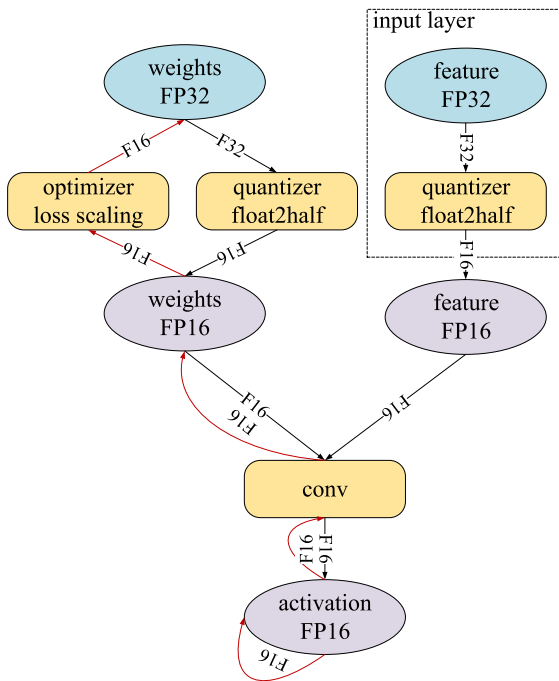 input layer
weights
FP32
feature
FP32
F16
F32
F32
optimizer
loss scaling
quantizer
float2half
quantizer
float2half
F16
F16
F16
weights
FP16
feature
FP16
F16
F16
F16
conv
F16
F16
activation
FP16
F16